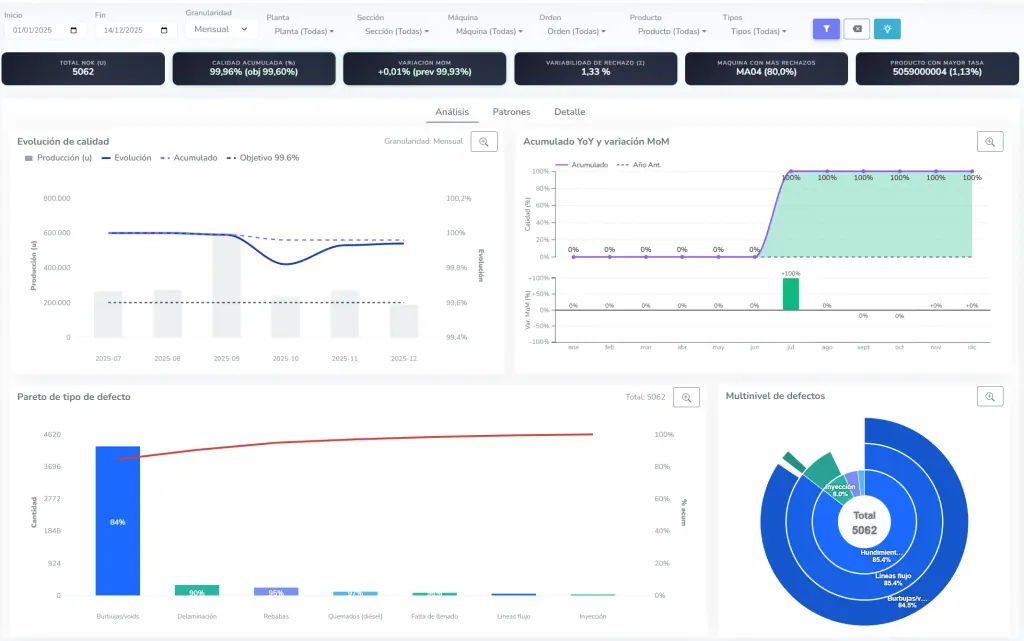 Inicio
01/01/2025
Fin
14/12/2025
Granularidad
Mensual
Planta
Planta (Todas)
Sección
Sección (Todas)
Máquina
Máquina (Todas)
Orden
Orden (Todas)
Producto
Producto (Todas)
Tipos
Tipos (Todas)
TOTAL NOK (U)
5062
CALIDAD ACUMULADA (%)
99,96% (obj 99,60%)
VARIACIÓN MOM
+0,01% (prev 99,93%)
VARIABILIDAD DE RECHAZO (Σ)
1,33 %
MÁQUINA CON MÁS RECHAZOS
MA04 (80,0%)
PRODUCTO CON MAYOR TASA
5059000004 (1,13%)
Análisis Patrones Detalle
Evolución de calidad
Granularidad: Mensual
Producción (u) Evolución Acumulado Objetivo 99.6%
Producción (u)
800.000
600.000
400.000
200.000
0
100,2%
100%
99,8%
99,6%
99,4%
Evolución
2025-07 2025-08 2025-09 2025-10 2025-11 2025-12
Acumulado YoY y variación MoM
Acumulado Año Ant.
Calidad (%)
100%
80%
60%
40%
20%
0%
0% 0% 0% 0% 0% 0% 100% 100% 100% 100% 100% 100%
Var. MoM (%)
+100%
+50%
0%
-50%
-100%
0% 0% 0% 0% 0% 0% +100% 0% 0% 0% +0% +0%
ene feb mar abr may jun jul ago sept oct nov dic
Pareto de tipo de defecto
Total: 5062
Cantidad
4620
3696
2772
1848
924
0
100%
80%
60%
40%
20%
0%
% acum
84% 90% 95% 97%
Burbujas/voids Delaminación Rebabas Quemados (diésel) Falta de llenado Líneas flujo Inyección
Multinivel de defectos
Inyección
8.0%
Total
5062
Hundimient...
85.4%
Líneas flujo
85.4%
Burbujas/v...
84.5%